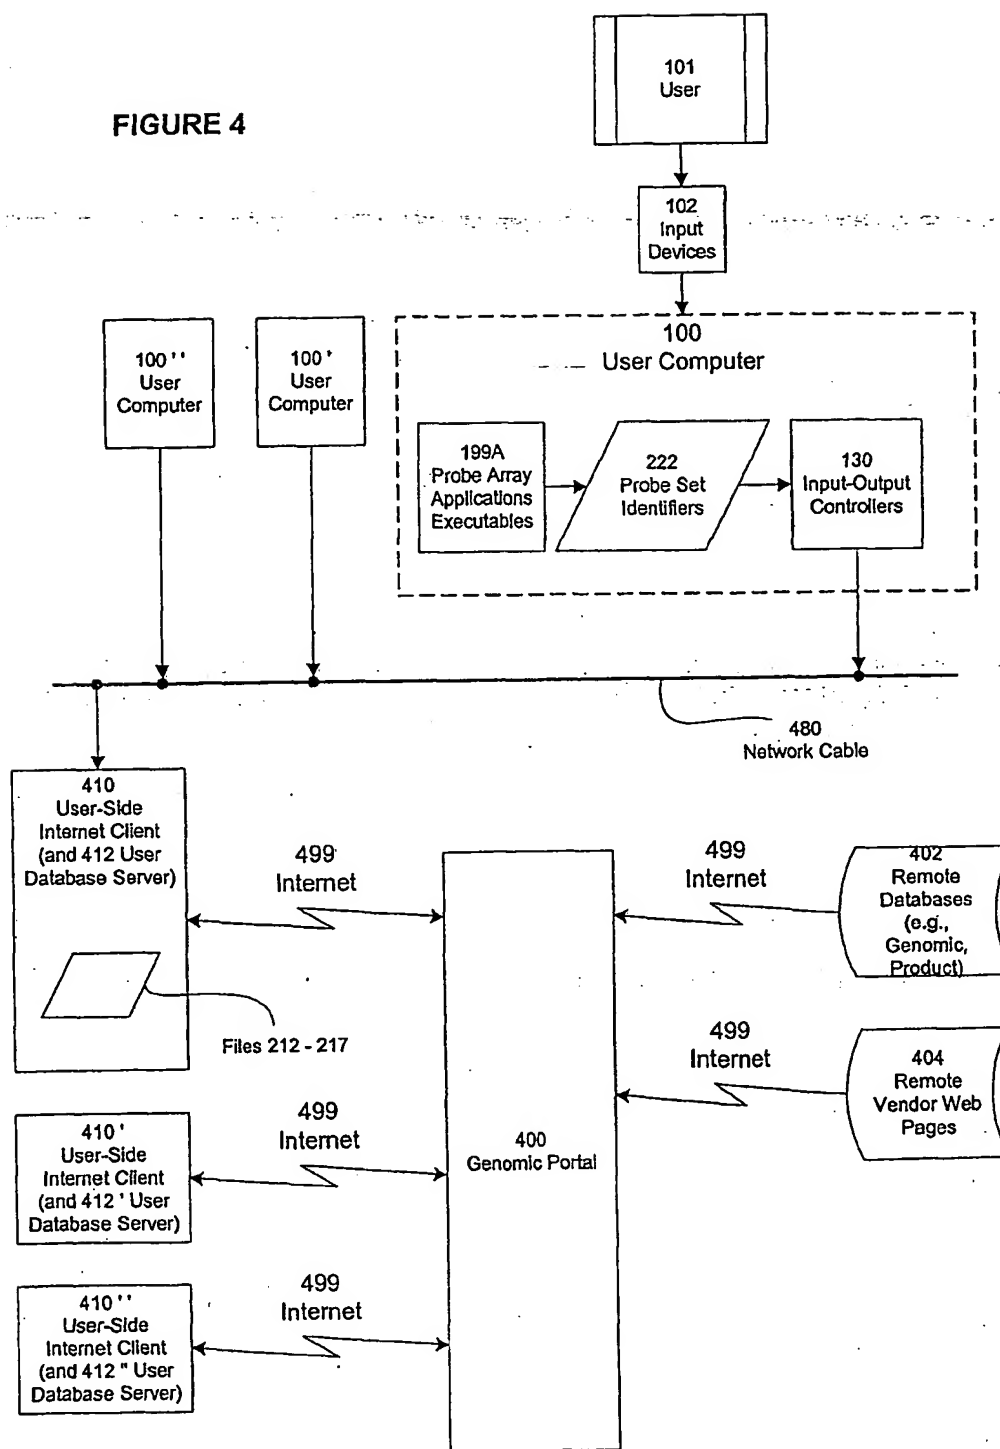 FIGURE 4
101
User
102
Input
Devices
100 ' '
User
Computer
100 '
User
Computer
100
User Computer
199A
Probe Array
Applications
Executables
222
Probe Set
Identifiers
130
Input-Output
Controllers
480
Network Cable
410
User-Side
Internet Client
(and 412 User
Database Server)
Files 212 - 217
499
Internet
499
Internet
402
Remote
Databases
(e.g.,
Genomic,
Product)
499
Internet
404
Remote
Vendor Web
Pages
400
Genomic Portal
410 '
User-Side
Internet Client
(and 412 ' User
Database Server)
499
Internet
410 ' '
User-Side
Internet Client
(and 412 " User
Database Server)
499
Internet